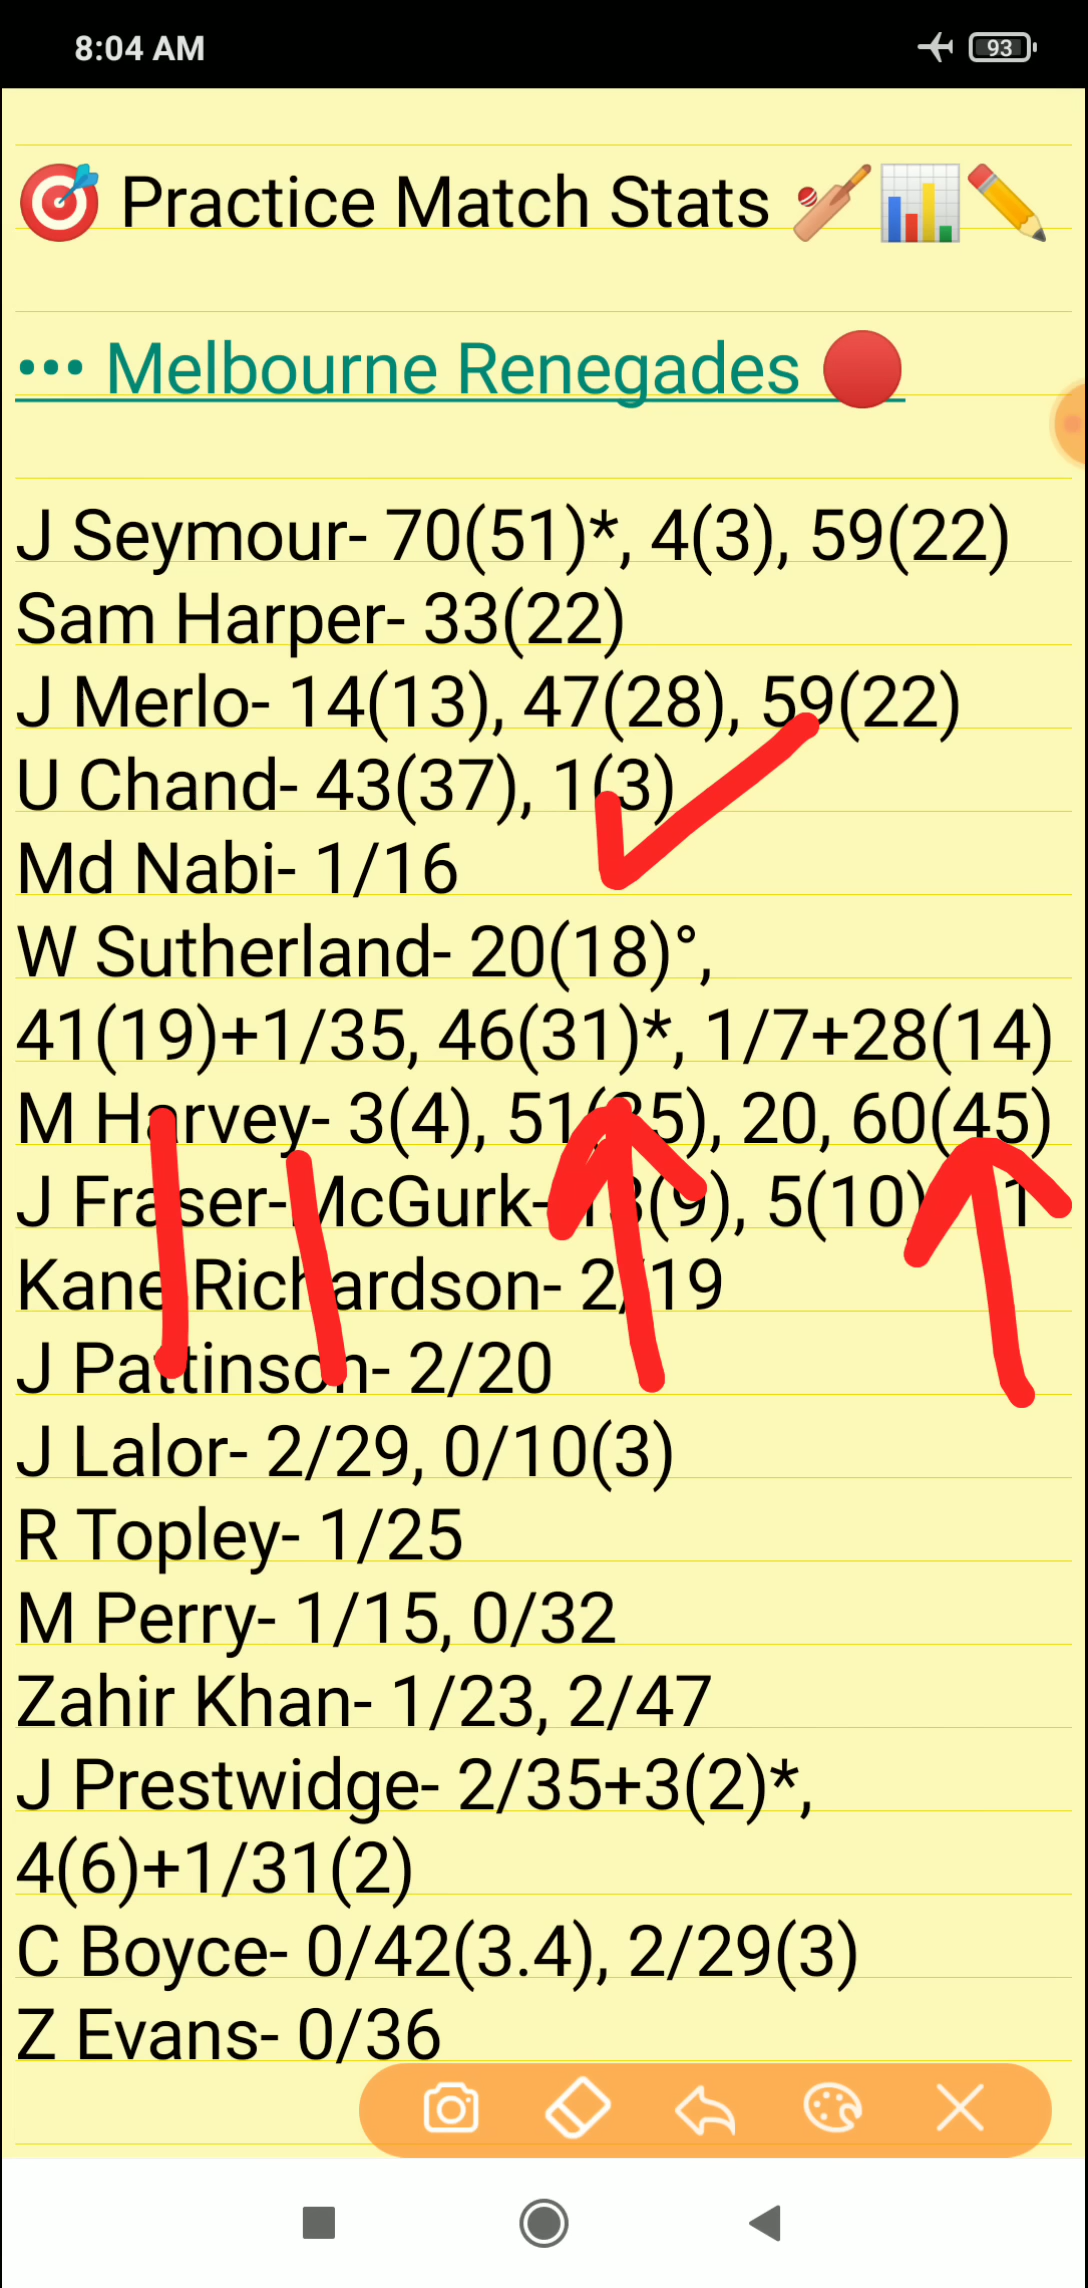 8:04 AM
93
🎯 Practice Match Stats 🏏📊✏️
••• Melbourne Renegades 🔴
J Seymour- 70(51)*, 4(3), 59(22)
Sam Harper- 33(22)
J Merlo- 14(13), 47(28), 59(22)
U Chand- 43(37), 1(3)
Md Nabi- 1/16
W Sutherland- 20(18)°,
41(19)+1/35, 46(31)*, 1/7+28(14)
M Harvey- 3(4), 51(35), 20, 60(45)
J Fraser-McGurk- 13(9), 5(10)
Kane Richardson- 2/19
J Pattinson- 2/20
J Lalor- 2/29, 0/10(3)
R Topley- 1/25
M Perry- 1/15, 0/32
Zahir Khan- 1/23, 2/47
J Prestwidge- 2/35+3(2)*,
4(6)+1/31(2)
C Boyce- 0/42(3.4), 2/29(3)
Z Evans- 0/36